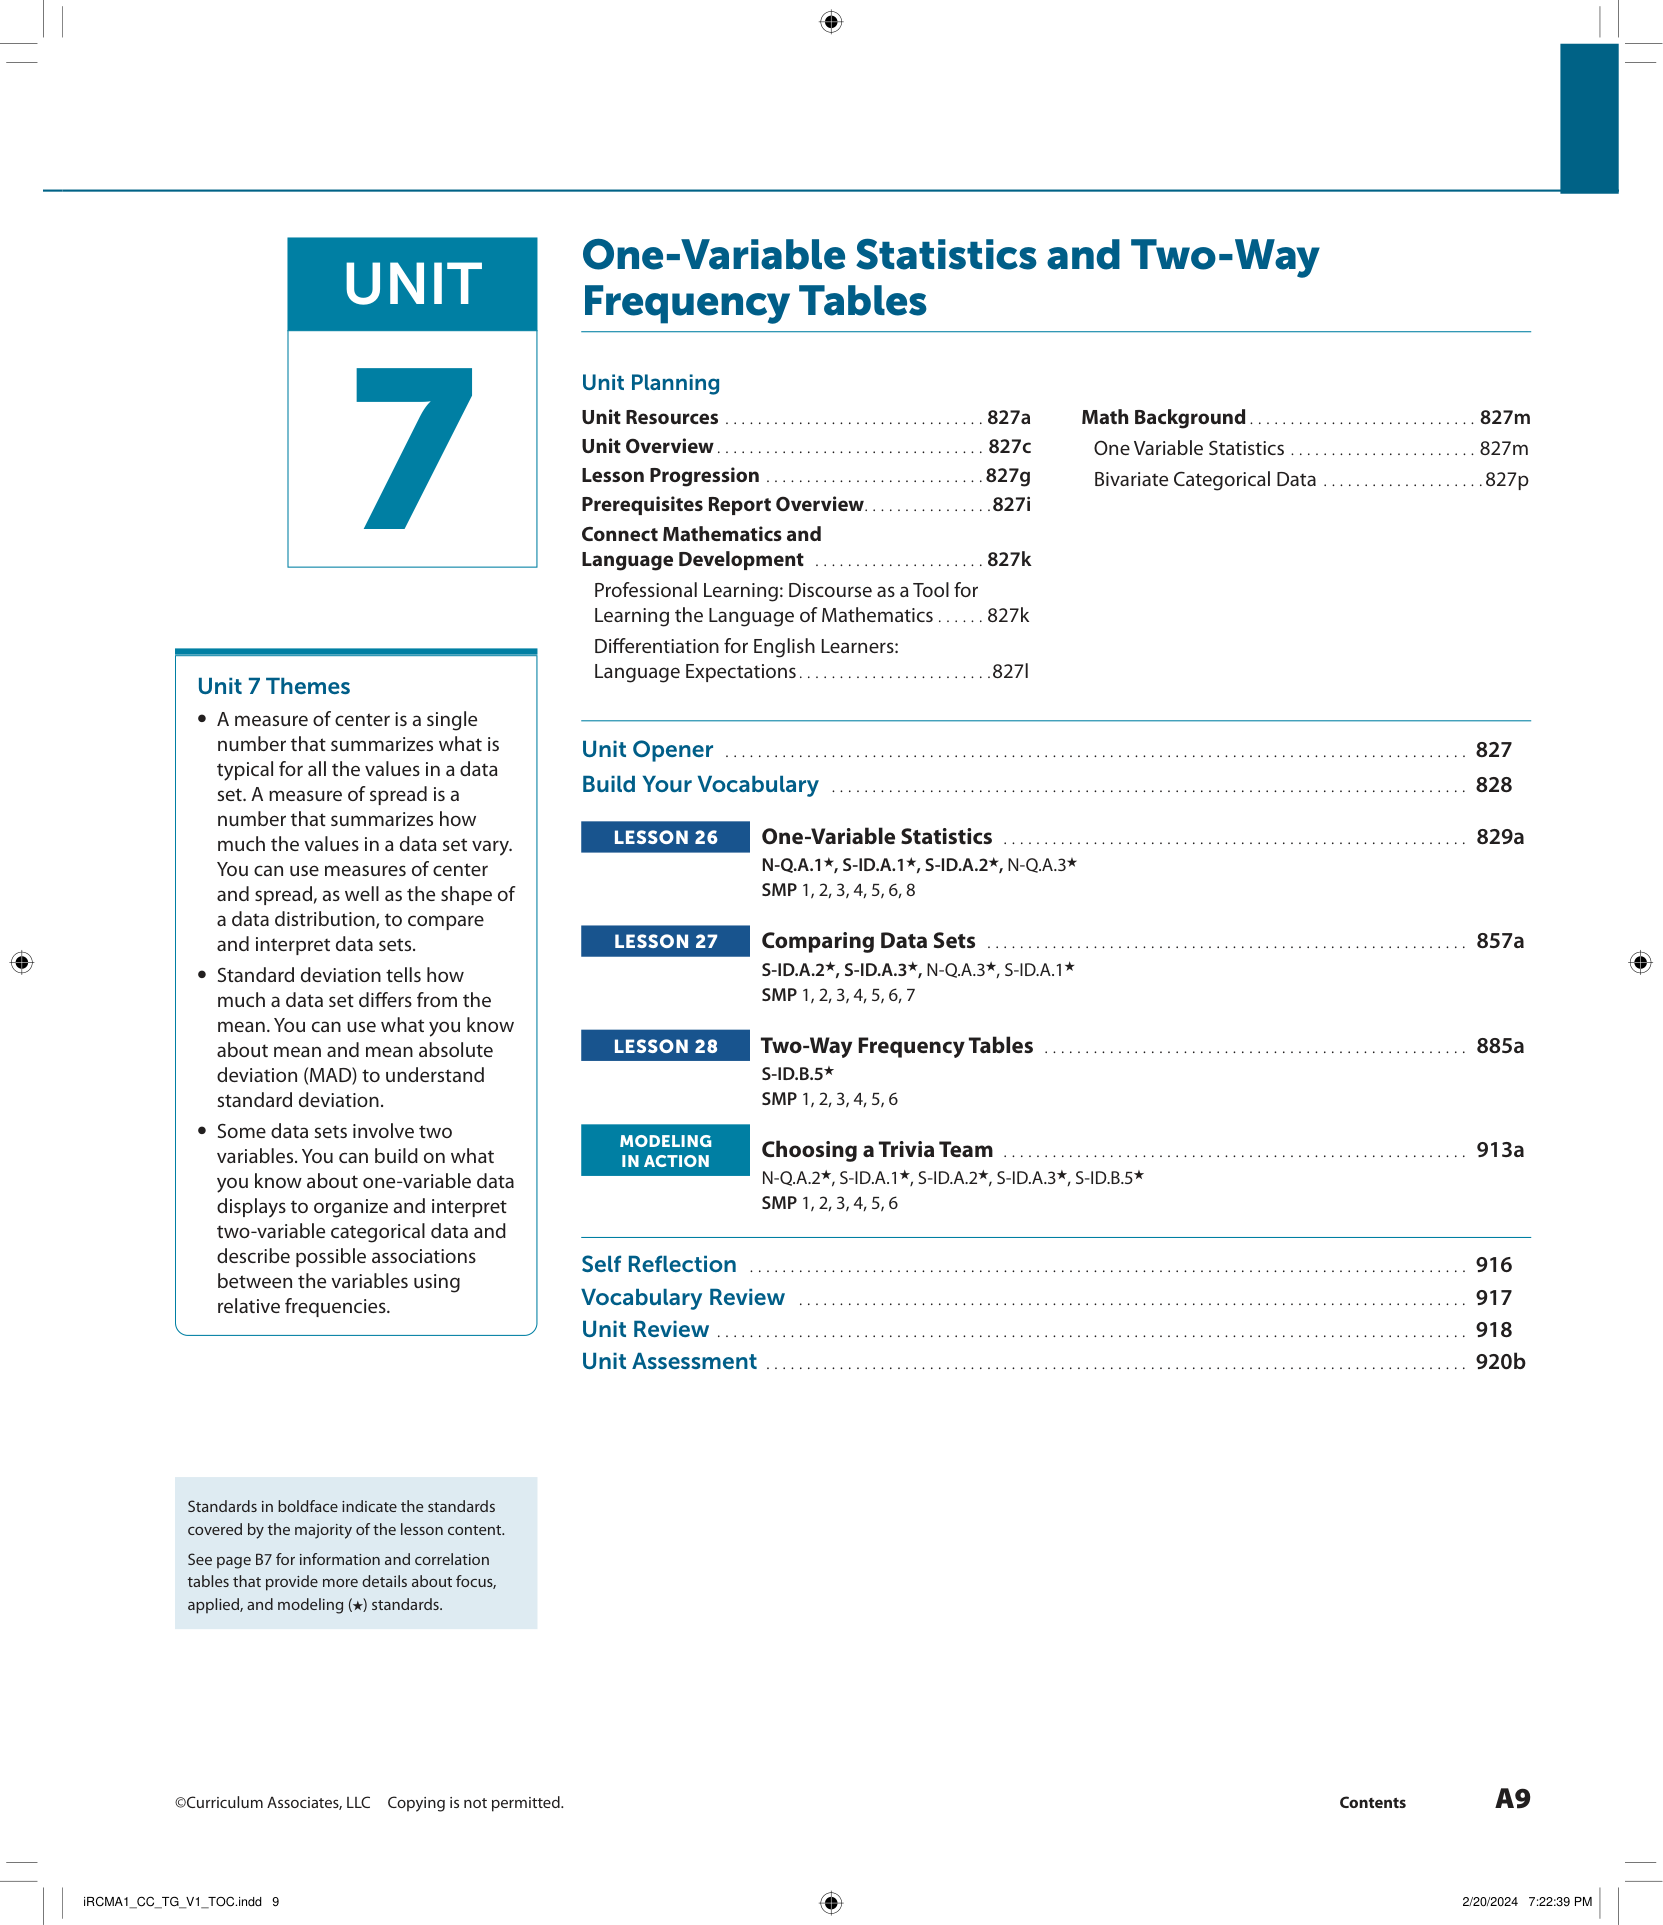 UNIT
7
One-Variable Statistics and Two-Way
Frequency Tables
Unit Planning
Unit Resources 827a
Unit Overview 827c
Lesson Progression 827g
Prerequisites Report Overview 827i
Connect Mathematics and
Language Development 827k
Professional Learning: Discourse as a Tool for
Learning the Language of Mathematics 827k
Differentiation for English Learners:
Language Expectations 827l
Math Background 827m
One Variable Statistics 827m
Bivariate Categorical Data 827p
Unit 7 Themes
• A measure of center is a single
number that summarizes what is
typical for all the values in a data
set. A measure of spread is a
number that summarizes how
much the values in a data set vary.
You can use measures of center
and spread, as well as the shape of
a data distribution, to compare
and interpret data sets.
• Standard deviation tells how
much a data set differs from the
mean. You can use what you know
about mean and mean absolute
deviation (MAD) to understand
standard deviation.
• Some data sets involve two
variables. You can build on what
you know about one-variable data
displays to organize and interpret
two-variable categorical data and
describe possible associations
between the variables using
relative frequencies.
Unit Opener 827
Build Your Vocabulary 828
LESSON 26 One-Variable Statistics 829a
N-Q.A.1★, S-ID.A.1★, S-ID.A.2★, N-Q.A.3★
SMP 1, 2, 3, 4, 5, 6, 8
LESSON 27 Comparing Data Sets 857a
S-ID.A.2★, S-ID.A.3★, N-Q.A.3★, S-ID.A.1★
SMP 1, 2, 3, 4, 5, 6, 7
LESSON 28 Two-Way Frequency Tables 885a
S-ID.B.5★
SMP 1, 2, 3, 4, 5, 6
MODELING
IN ACTION
Choosing a Trivia Team 913a
N-Q.A.2★, S-ID.A.1★, S-ID.A.2★, S-ID.A.3★, S-ID.B.5★
SMP 1, 2, 3, 4, 5, 6
Self Reflection 916
Vocabulary Review 917
Unit Review 918
Unit Assessment 920b
Standards in boldface indicate the standards
covered by the majority of the lesson content.
See page B7 for information and correlation
tables that provide more details about focus,
applied, and modeling (★) standards.
©Curriculum Associates, LLC Copying is not permitted.
Contents A9
iRCMA1_CC_TG_V1_TOC.indd 9
2/20/2024 7:22:39 PM